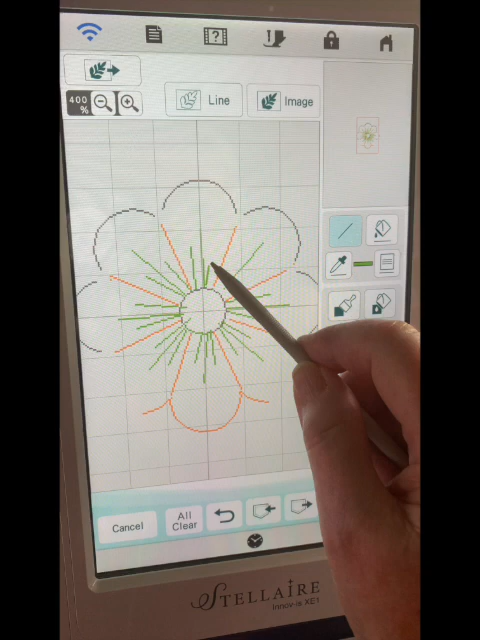 Line
Image
400
%
Cancel
All
Clear
STELLAIRE
Innov-is XE1